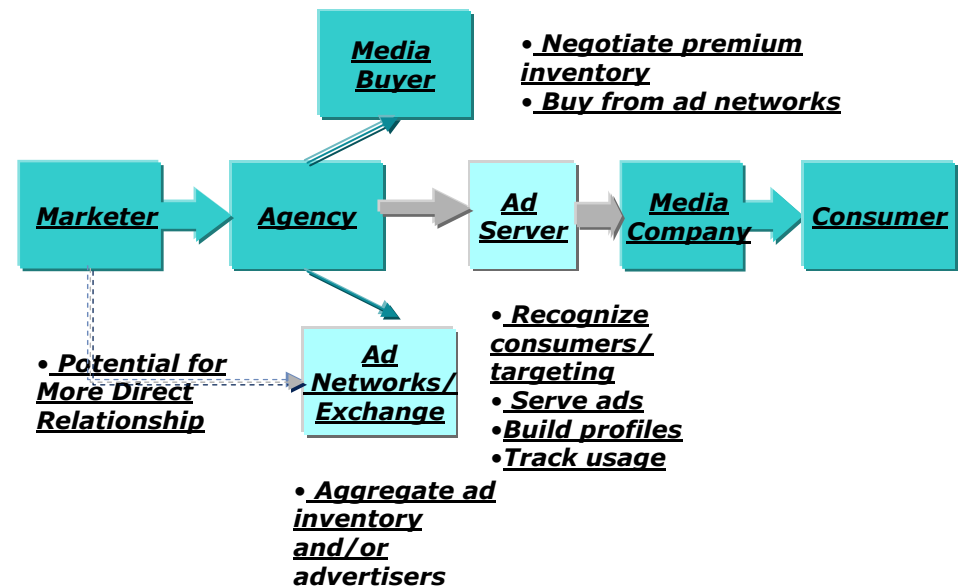 Media
Buyer
• Negotiate premium
inventory
• Buy from ad networks
Marketer
Agency
Ad
Server
Media
Company
Consumer
• Potential for
More Direct
Relationship
Ad
Networks/
Exchange
• Recognize
consumers/
targeting
• Serve ads
•Build profiles
•Track usage
• Aggregate ad
inventory
and/or
advertisers